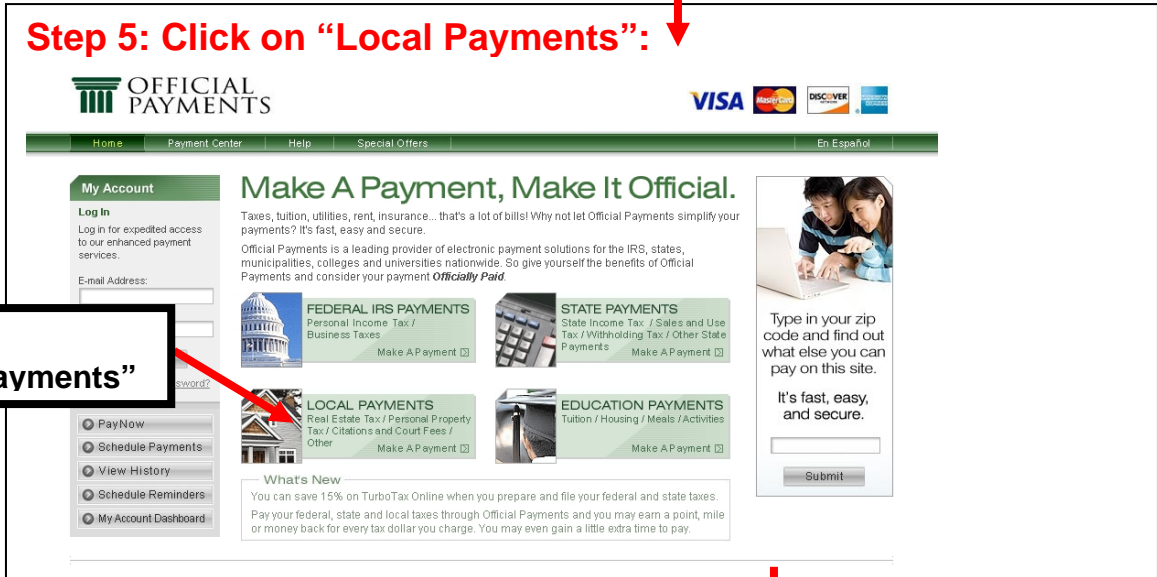 Step 5: Click on “Local Payments”:
OFFICIAL
PAYMENTS
VISA MasterCard DISCOVER
Home Payment Center Help Special Offers En Español
My Account
Log In
Log in for expedited access
to our enhanced payment
services.
E-mail Address:
ayments”
sword?
PayNow
Schedule Payments
View History
Schedule Reminders
My Account Dashboard
Make A Payment, Make It Official.
Taxes, tuition, utilities, rent, insurance... that's a lot of bills! Why not let Official Payments simplify your
payments? It's fast, easy and secure.
Official Payments is a leading provider of electronic payment solutions for the IRS, states,
municipalities, colleges and universities nationwide. So give yourself the benefits of Official
Payments and consider your payment Officially Paid.
FEDERAL IRS PAYMENTS
Personal Income Tax /
Business Taxes
Make A Payment
STATE PAYMENTS
State Income Tax / Sales and Use
Tax / Withholding Tax / Other State
Payments
Make A Payment
LOCAL PAYMENTS
Real Estate Tax / Personal Property
Tax / Citations and Court Fees /
Other
Make A Payment
EDUCATION PAYMENTS
Tuition / Housing / Meals / Activities
Make A Payment
What's New
You can save 15% on TurboTax Online when you prepare and file your federal and state taxes.
Pay your federal, state and local taxes through Official Payments and you may earn a point, mile
or money back for every tax dollar you charge. You may even gain a little extra time to pay.
Type in your zip
code and find out
what else you can
pay on this site.
It's fast, easy,
and secure.
Submit